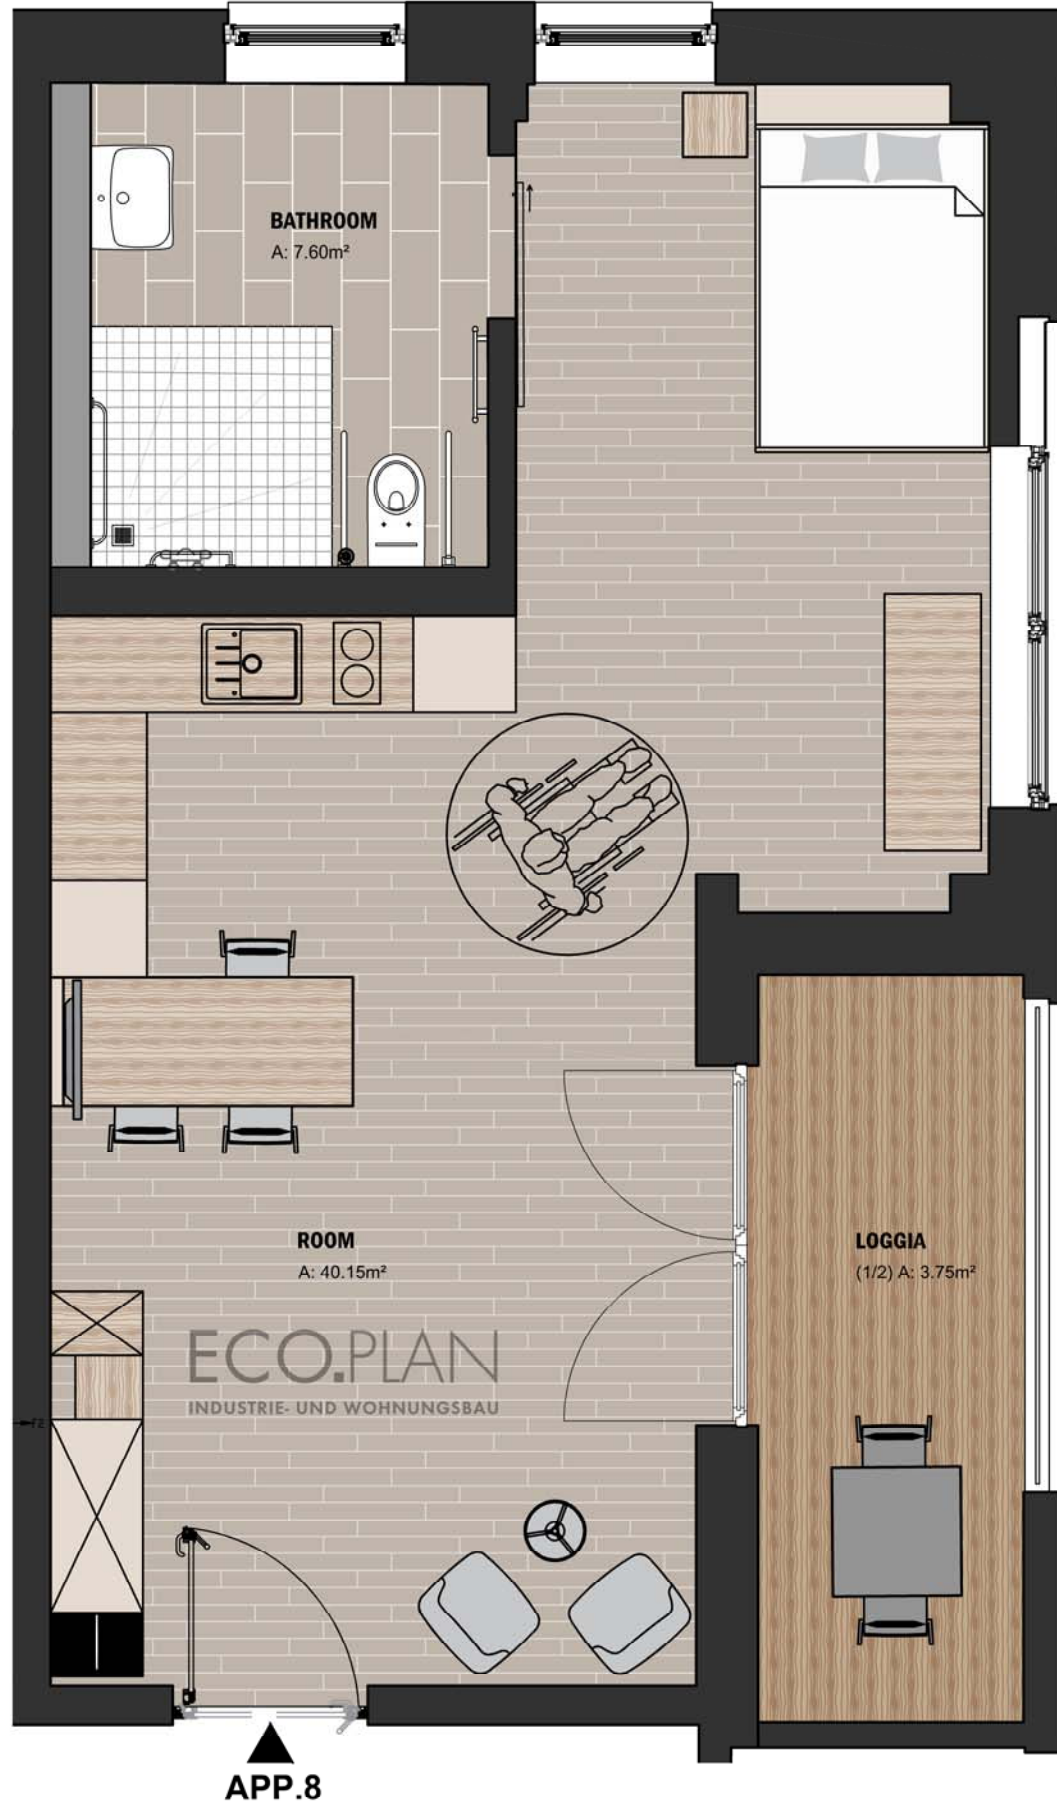 BATHROOM
A: 7.60m²
ROOM
A: 40.15m²
LOGGIA
(1/2) A: 3.75m²
ECO.PLAN
INDUSTRIE- UND WOHNUNGSBAU
APP.8